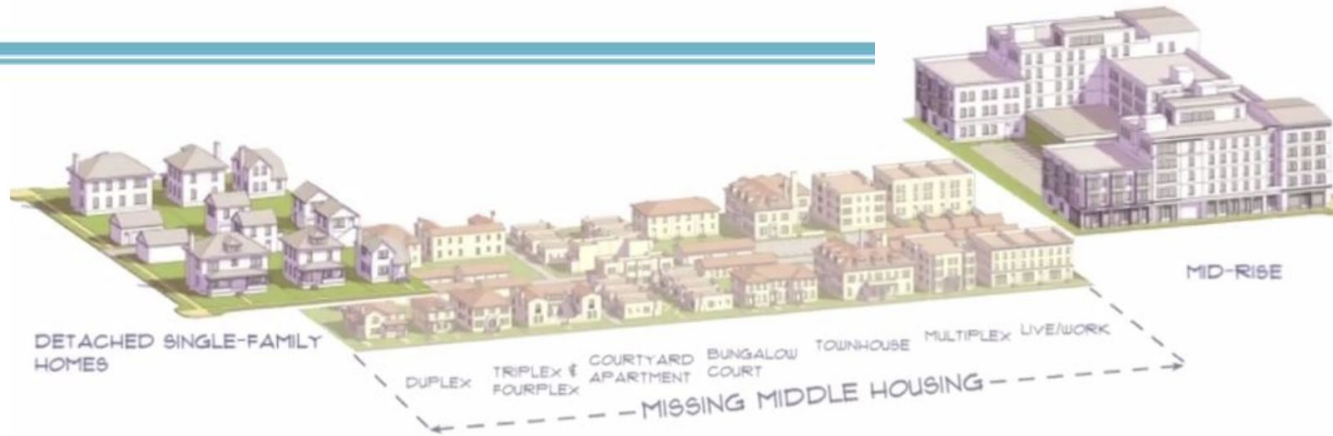 DETACHED SINGLE-FAMILY
HOMES
DUPLEX
TRIPLEX &
FOURPLEX
COURTYARD
APARTMENT
BUNGALOW
COURT
TOWNHOUSE
MULTIPLEX
LIVE/WORK
MISSING MIDDLE HOUSING
MID-RISE